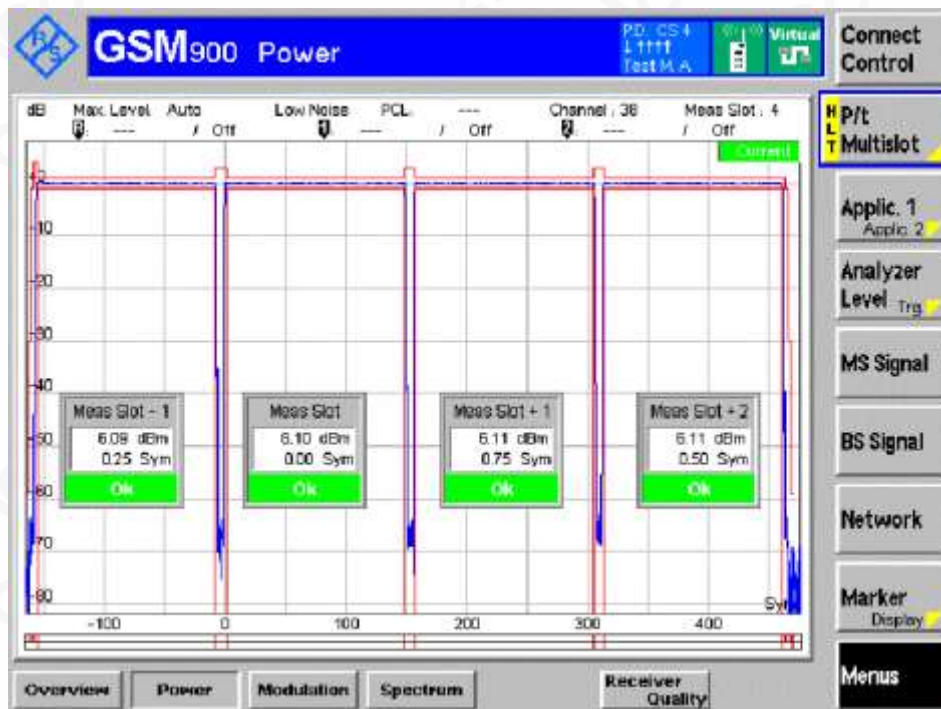 R S
GSM900 Power
P.D. CS 4
↓ ↑↑↑↑
Test M. A.
Virtual
dB Max. Level Auto Low Noise PCL: --- Channel : 38 Meas Slot : 4
--- / Off --- / Off --- / Off
Current
-10
-20
-30
-40
-50
-60
-70
-80
Meas Slot - 1
6.09 dBm
0.25 Sym
Ok
Meas Slot
6.10 dBm
0.00 Sym
Ok
Meas Slot + 1
6.11 dBm
0.75 Sym
Ok
Meas Slot + 2
6.11 dBm
0.50 Sym
Ok
-100 0 100 200 300 400
Connect Control
HLT
P/t Multislot
Applic. 1
Applic. 2
Analyzer Level
Trg.
MS Signal
BS Signal
Network
Marker
Display
Menus
Overview Power Modulation Spectrum Receiver Quality